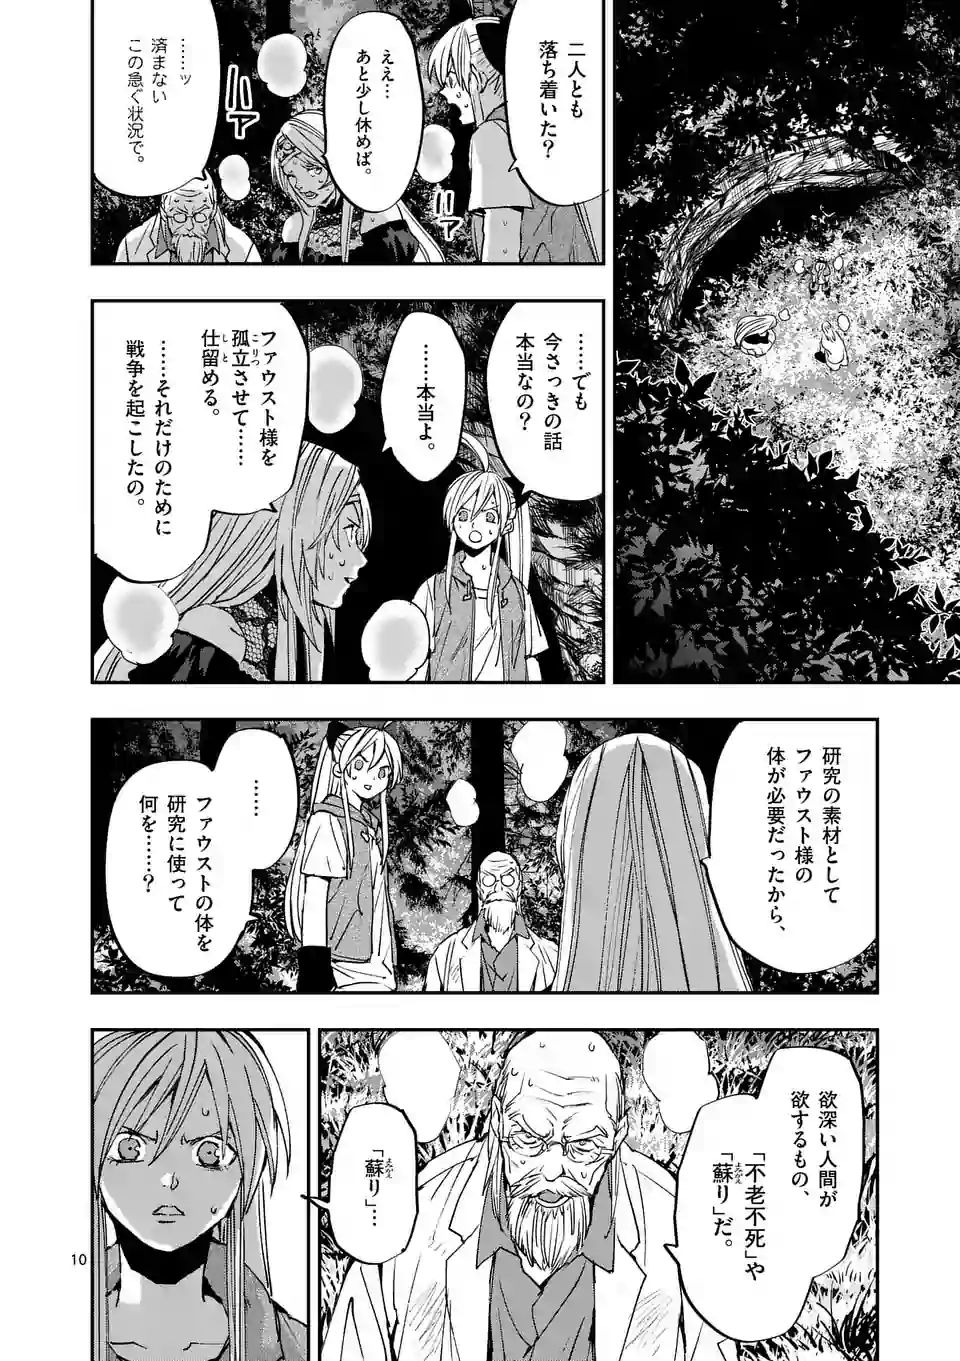 二人とも
落ち着いた？
ええ…
あと少し休めば。
ハァ
ハァ
……ッ
済まない
この急ぐ状況で。
……でも
今さっきの話
本当なの？
……本当よ。
ファウスト様を
孤立させて……
仕留める。
……それだけのために
戦争を起こしたの。
研究の素材として
ファウスト様の
体が必要だったから、
……
ファウストの体を
研究に使って
何を……？
欲深い人間が
欲するもの、
「不老不死」や
「蘇り」だ。
「蘇り」…
10